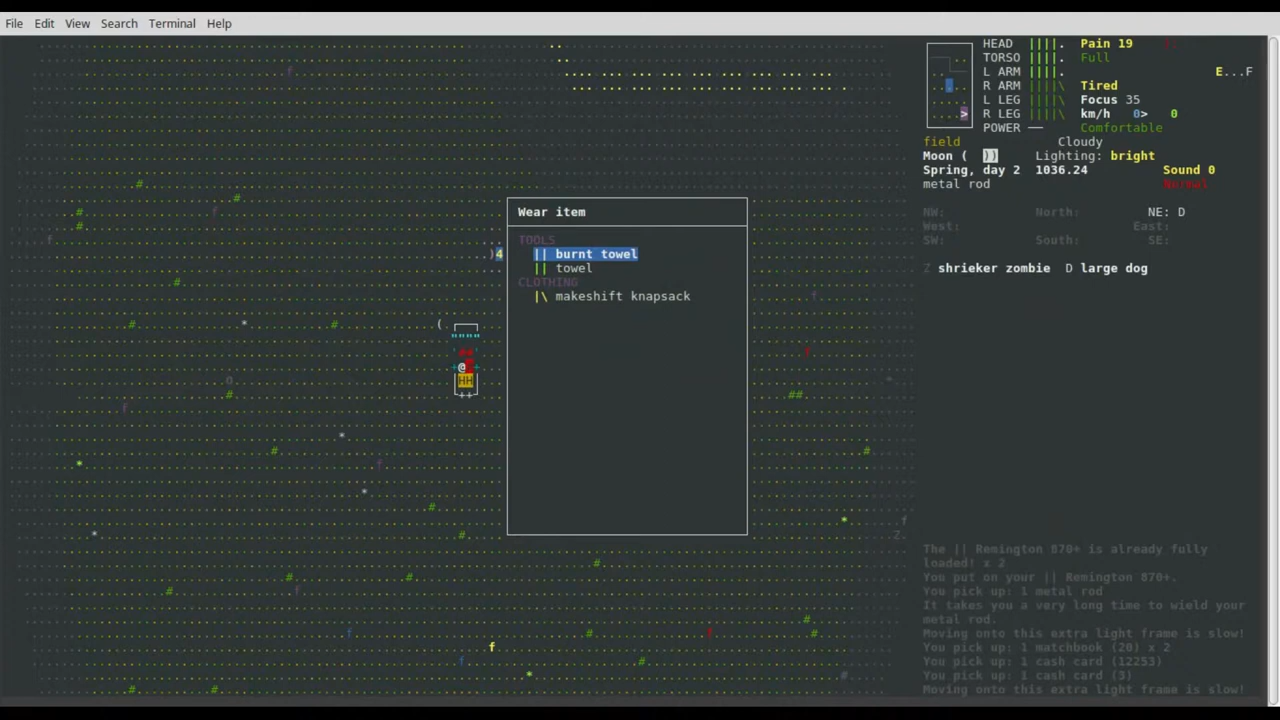 File Edit View Search Terminal Help
HEAD ||||. Pain 19
TORSO ||||. Full
L ARM ||||. E...F
R ARM ||||\ Tired
L LEG ||||\ Focus 35
R LEG ||||\ km/h 0> 0
POWER — Comfortable
field Cloudy
Moon ( )) Lighting: bright
Spring, day 2 1036.24 Sound 0
metal rod Normal
NW: North: NE: D
West: East:
SW: South: SE:
Z shrieker zombie D large dog
Wear item
TOOLS
|| burnt towel
|| towel
CLOTHING
|\ makeshift knapsack
The || Remington 870+ is already fully
loaded! x 2
You put on your || Remington 870+.
You pick up: 1 metal rod
It takes you a very long time to wield your
metal rod.
Moving onto this extra light frame is slow!
You pick up: 1 matchbook (20) x 2
You pick up: 1 cash card (12253)
You pick up: 1 cash card (3)
Moving onto this extra light frame is slow!